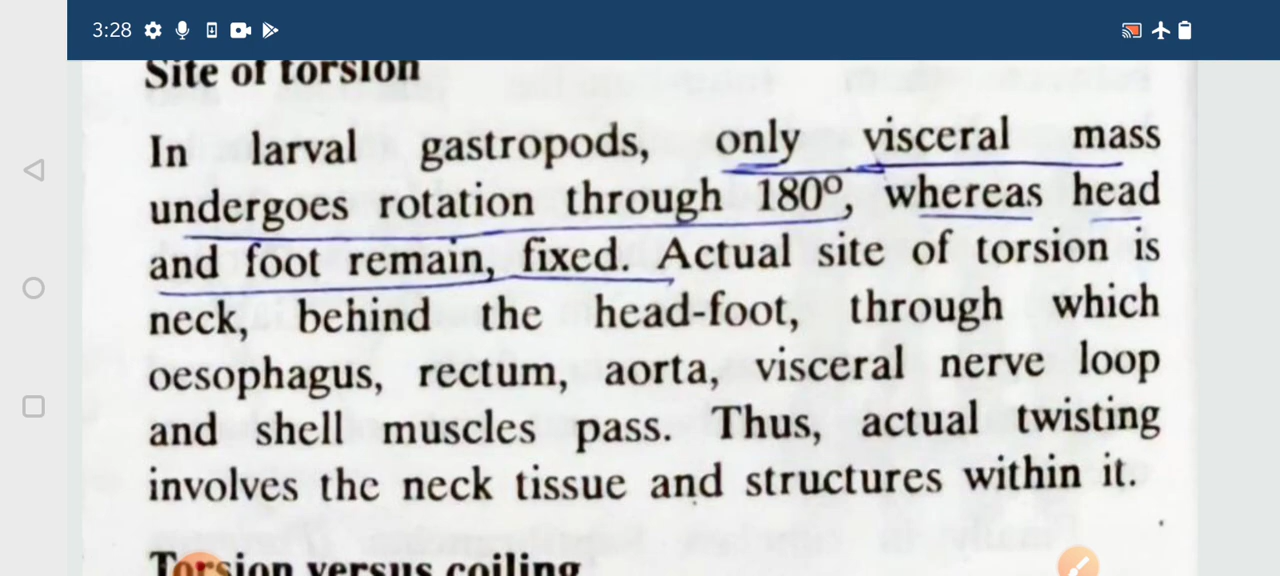 3:28
Site of torsion
In larval gastropods, only visceral mass
undergoes rotation through 180°, whereas head
and foot remain, fixed. Actual site of torsion is
neck, behind the head-foot, through which
oesophagus, rectum, aorta, visceral nerve loop
and shell muscles pass. Thus, actual twisting
involves the neck tissue and structures within it.
Torsion versus coiling